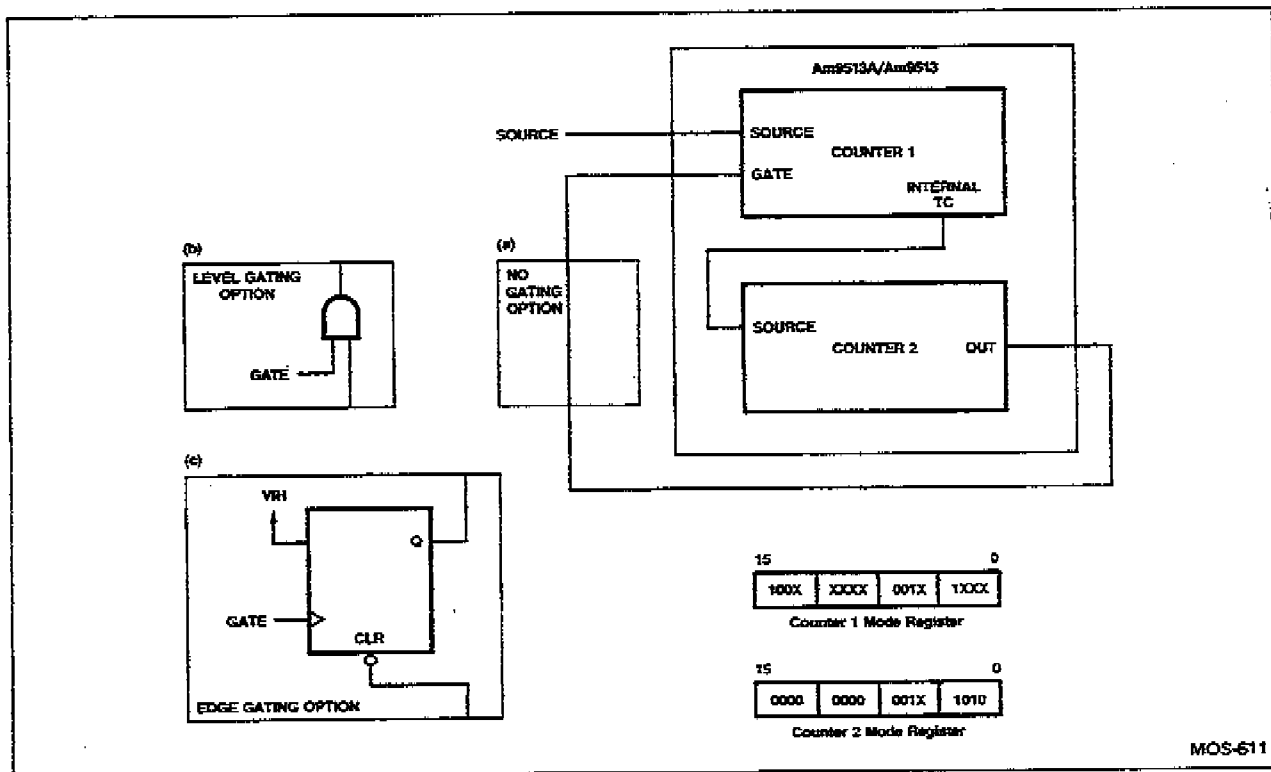 Am9513A/Am9513
SOURCE
SOURCE
COUNTER 1
GATE
INTERNAL
TC
(b)
LEVEL GATING
OPTION
GATE
(a)
NO
GATING
OPTION
SOURCE
COUNTER 2
OUT
(c)
VIH
Q
GATE
CLR
EDGE GATING OPTION
15 0
100X XXXX 001X 1XXX
Counter 1 Mode Register
15 0
0000 0000 001X 1010
Counter 2 Mode Register
MOS-611